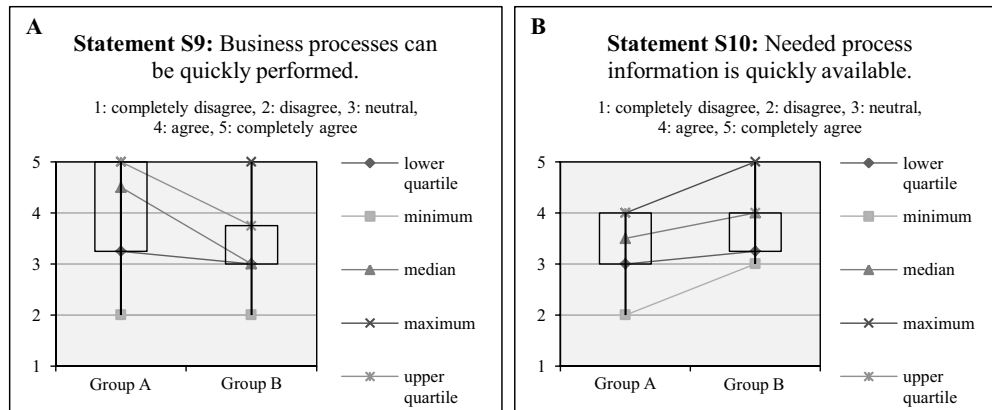 A
Statement S9: Business processes can
be quickly performed.
1: completely disagree, 2: disagree, 3: neutral,
4: agree, 5: completely agree
5
4
3
2
1
Group A
Group B
lower
quartile
minimum
median
maximum
upper
quartile
B
Statement S10: Needed process
information is quickly available.
1: completely disagree, 2: disagree, 3: neutral,
4: agree, 5: completely agree
5
4
3
2
1
Group A
Group B
lower
quartile
minimum
median
maximum
upper
quartile